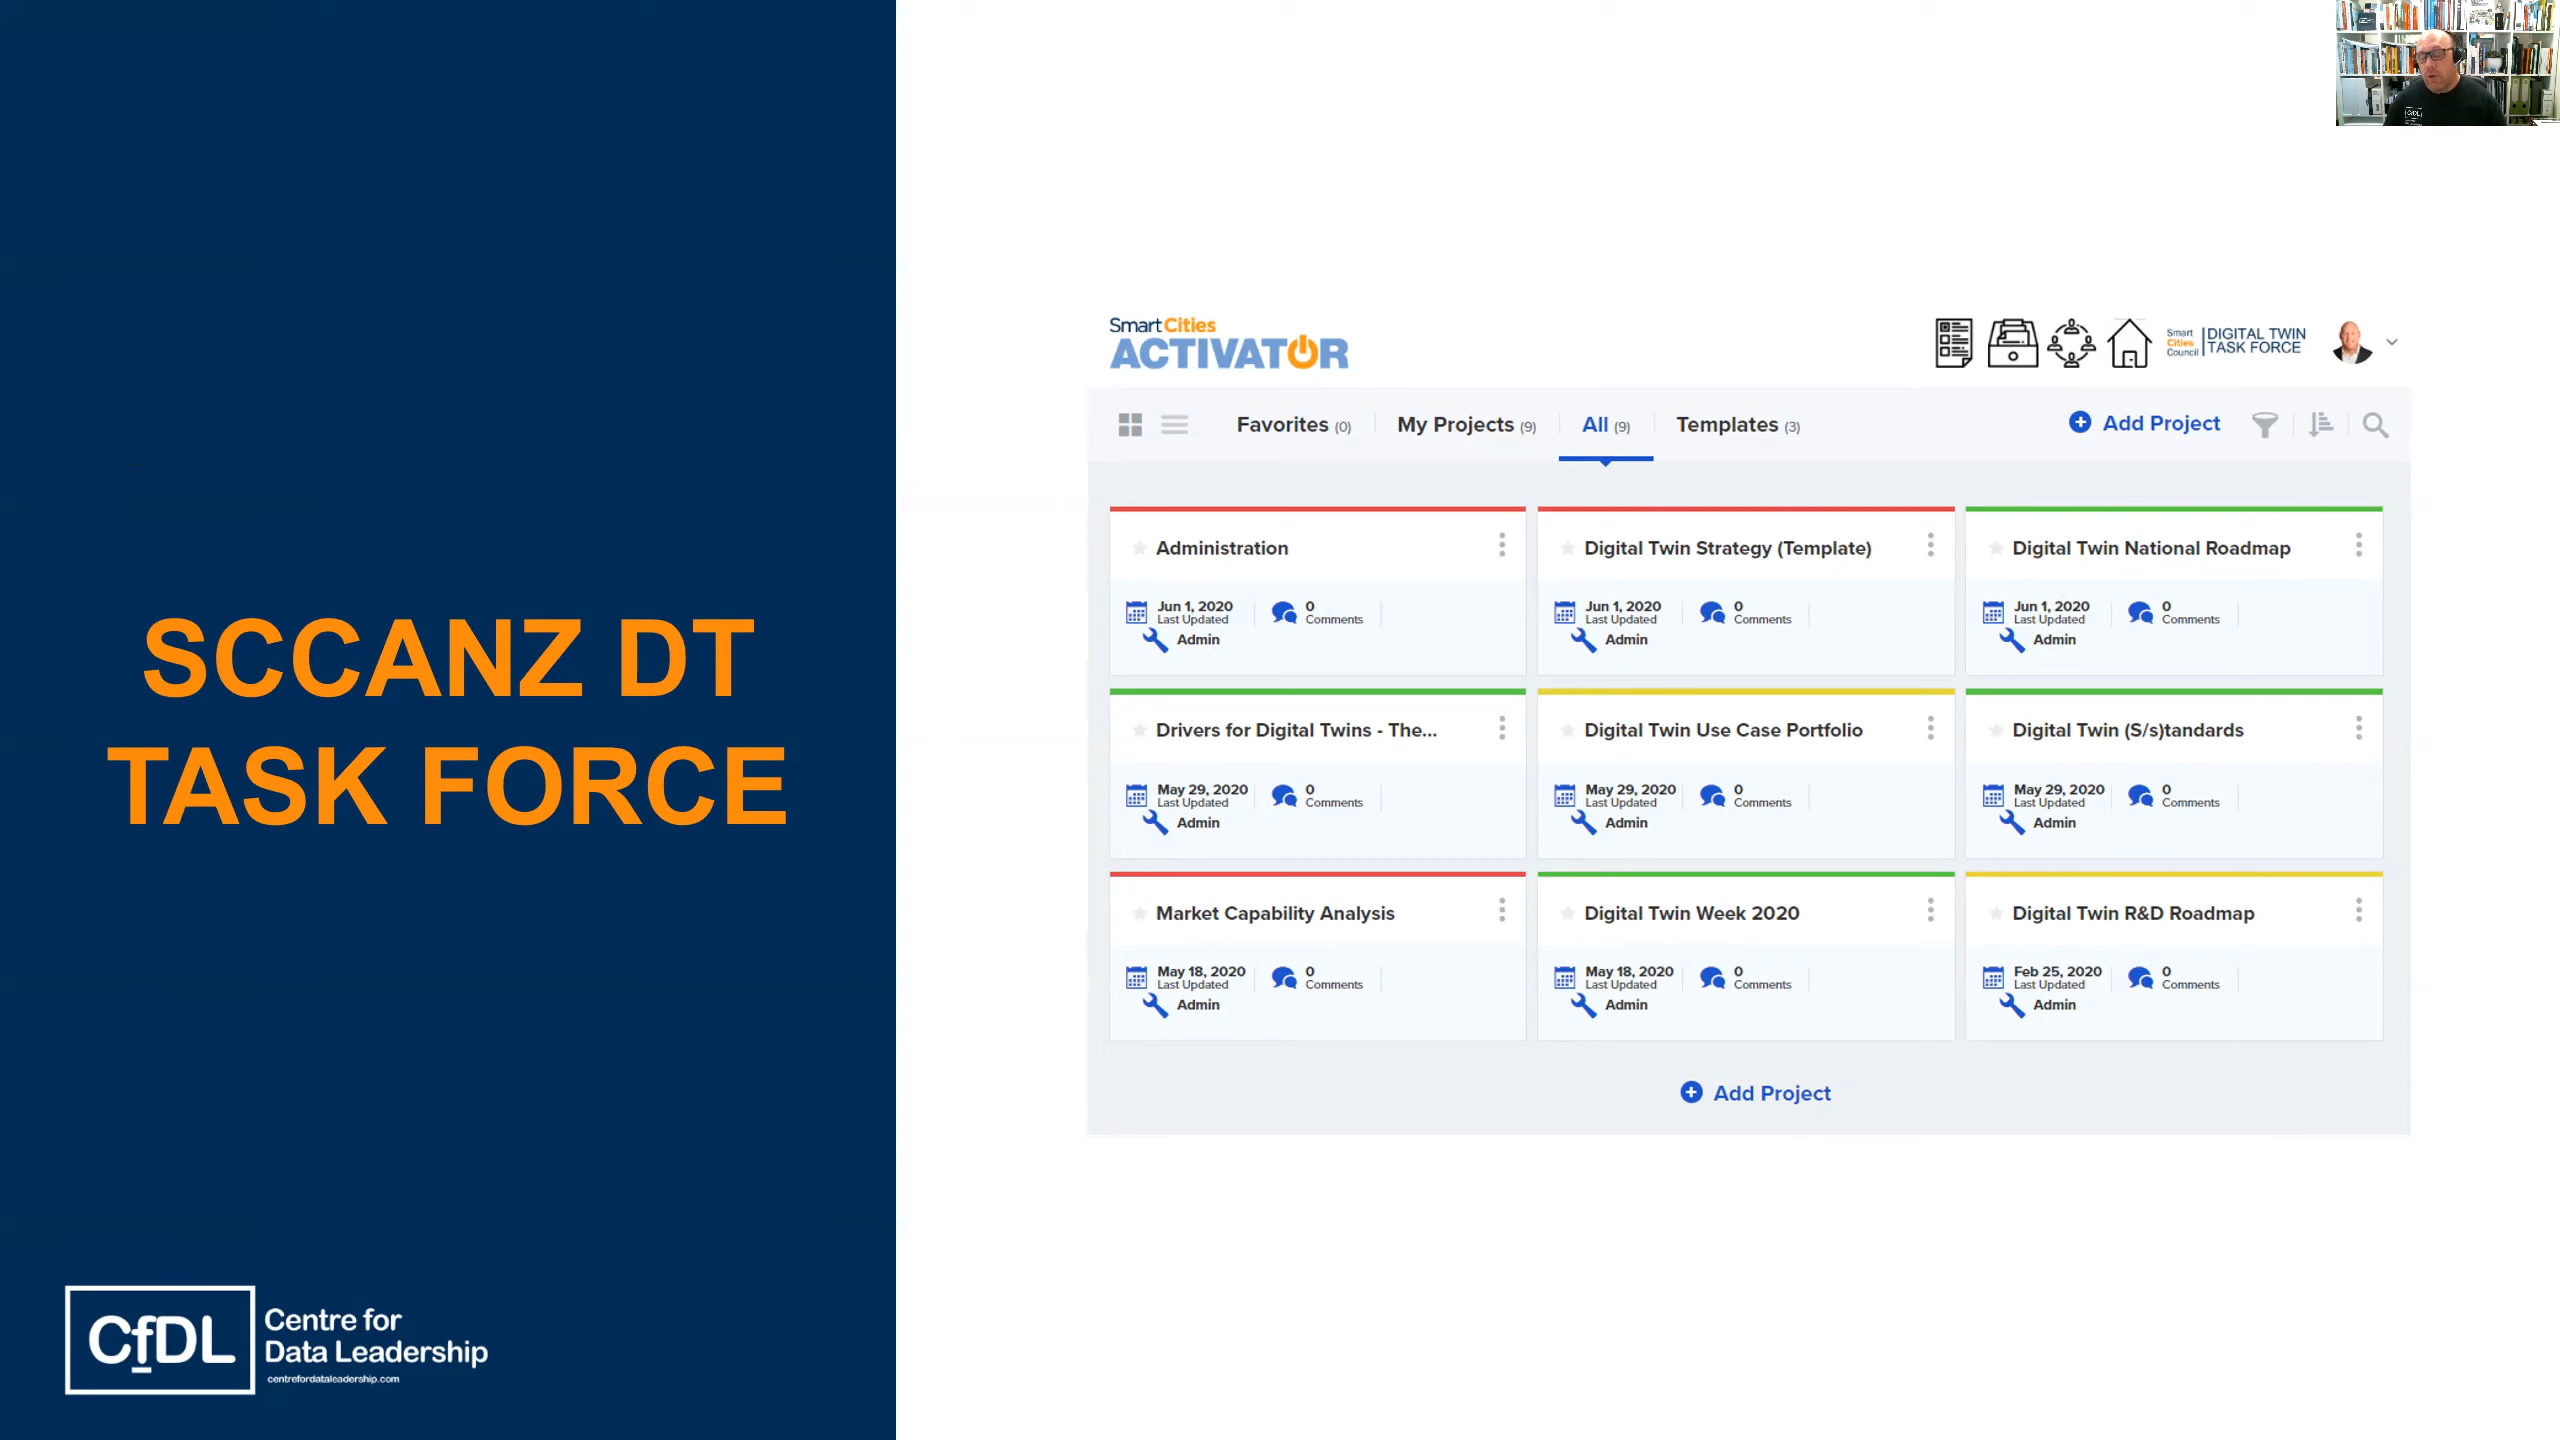 SCCANZ DT
TASK FORCE
CfDL
Centre for
Data Leadership
centrefordataleadership.com
SmartCities
ACTIVATOR
Smart
Cities
Council
DIGITAL TWIN
TASK FORCE
Favorites (0)
My Projects (9)
All (9)
Templates (3)
Add Project
Administration
Jun 1, 2020
Last Updated
0
Comments
Admin
Digital Twin Strategy (Template)
Jun 1, 2020
Last Updated
0
Comments
Admin
Digital Twin National Roadmap
Jun 1, 2020
Last Updated
0
Comments
Admin
Drivers for Digital Twins - The...
May 29, 2020
Last Updated
0
Comments
Admin
Digital Twin Use Case Portfolio
May 29, 2020
Last Updated
0
Comments
Admin
Digital Twin (S/s)tandards
May 29, 2020
Last Updated
0
Comments
Admin
Market Capability Analysis
May 18, 2020
Last Updated
0
Comments
Admin
Digital Twin Week 2020
May 18, 2020
Last Updated
0
Comments
Admin
Digital Twin R&D Roadmap
Feb 25, 2020
Last Updated
0
Comments
Admin
Add Project